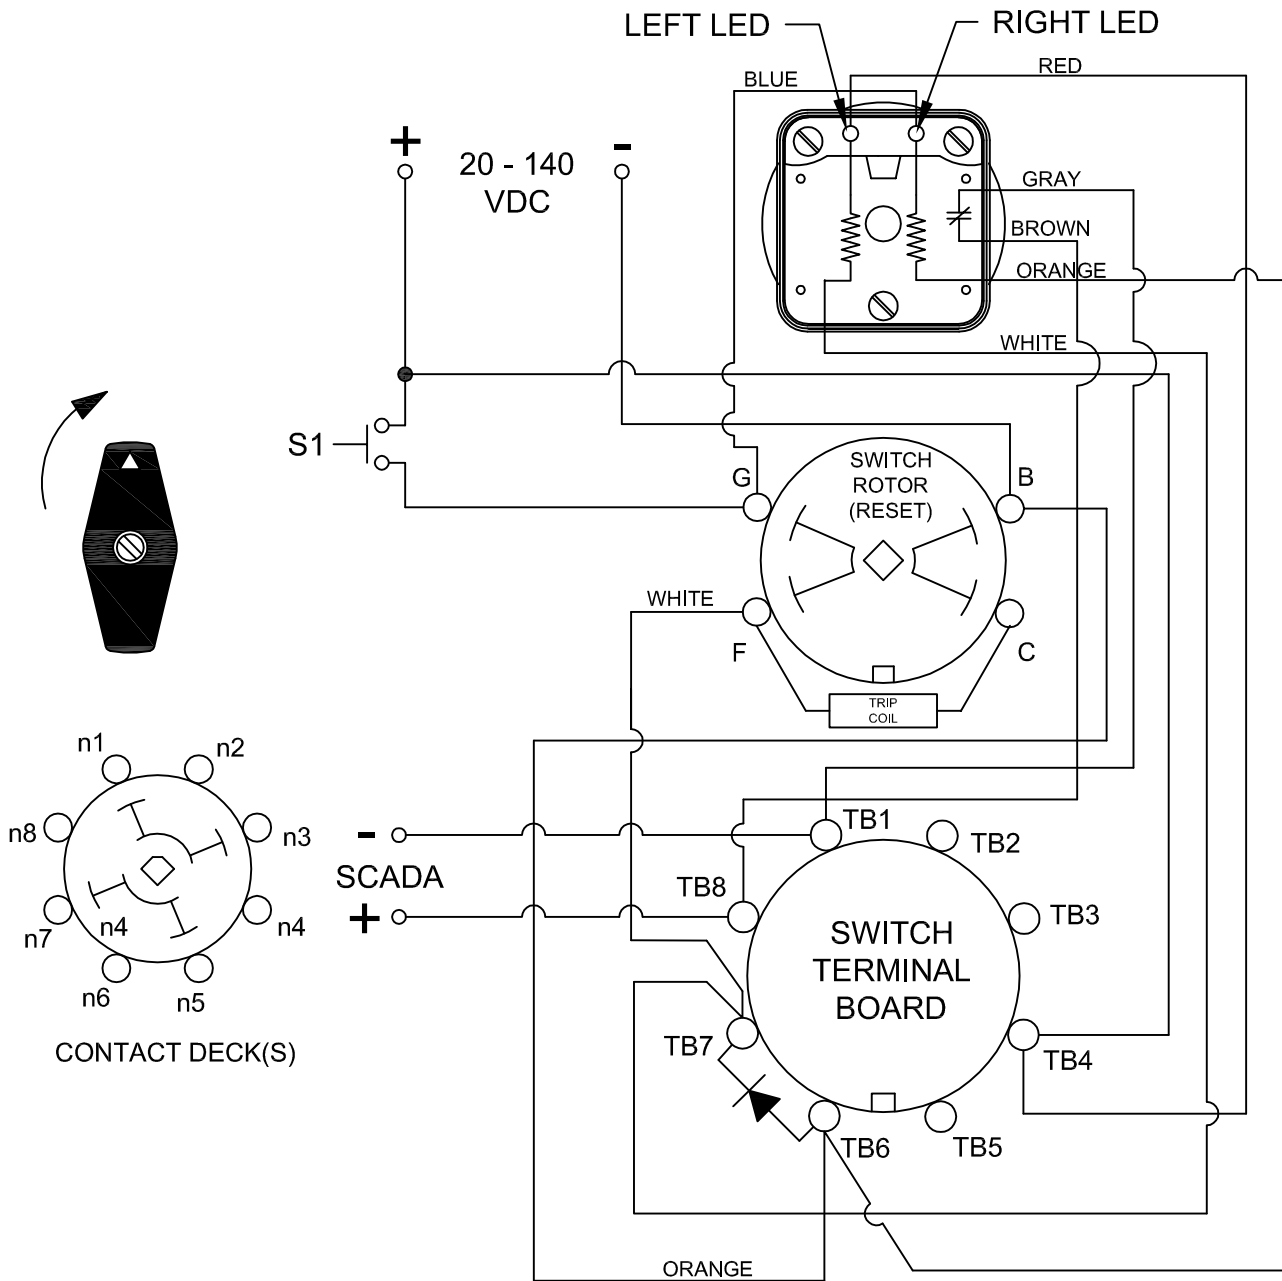 LEFT LED
RIGHT LED
RED
BLUE
+
20 - 140
VDC
-
GRAY
BROWN
ORANGE
WHITE
S1
SWITCH
ROTOR
(RESET)
G
B
WHITE
F
C
TRIP
COIL
n1
n2
n8
n3
n7
n4
n4
n6
n5
CONTACT DECK(S)
-
SCADA
+
TB1
TB2
TB8
TB3
SWITCH
TERMINAL
BOARD
TB7
TB4
TB6
TB5
ORANGE